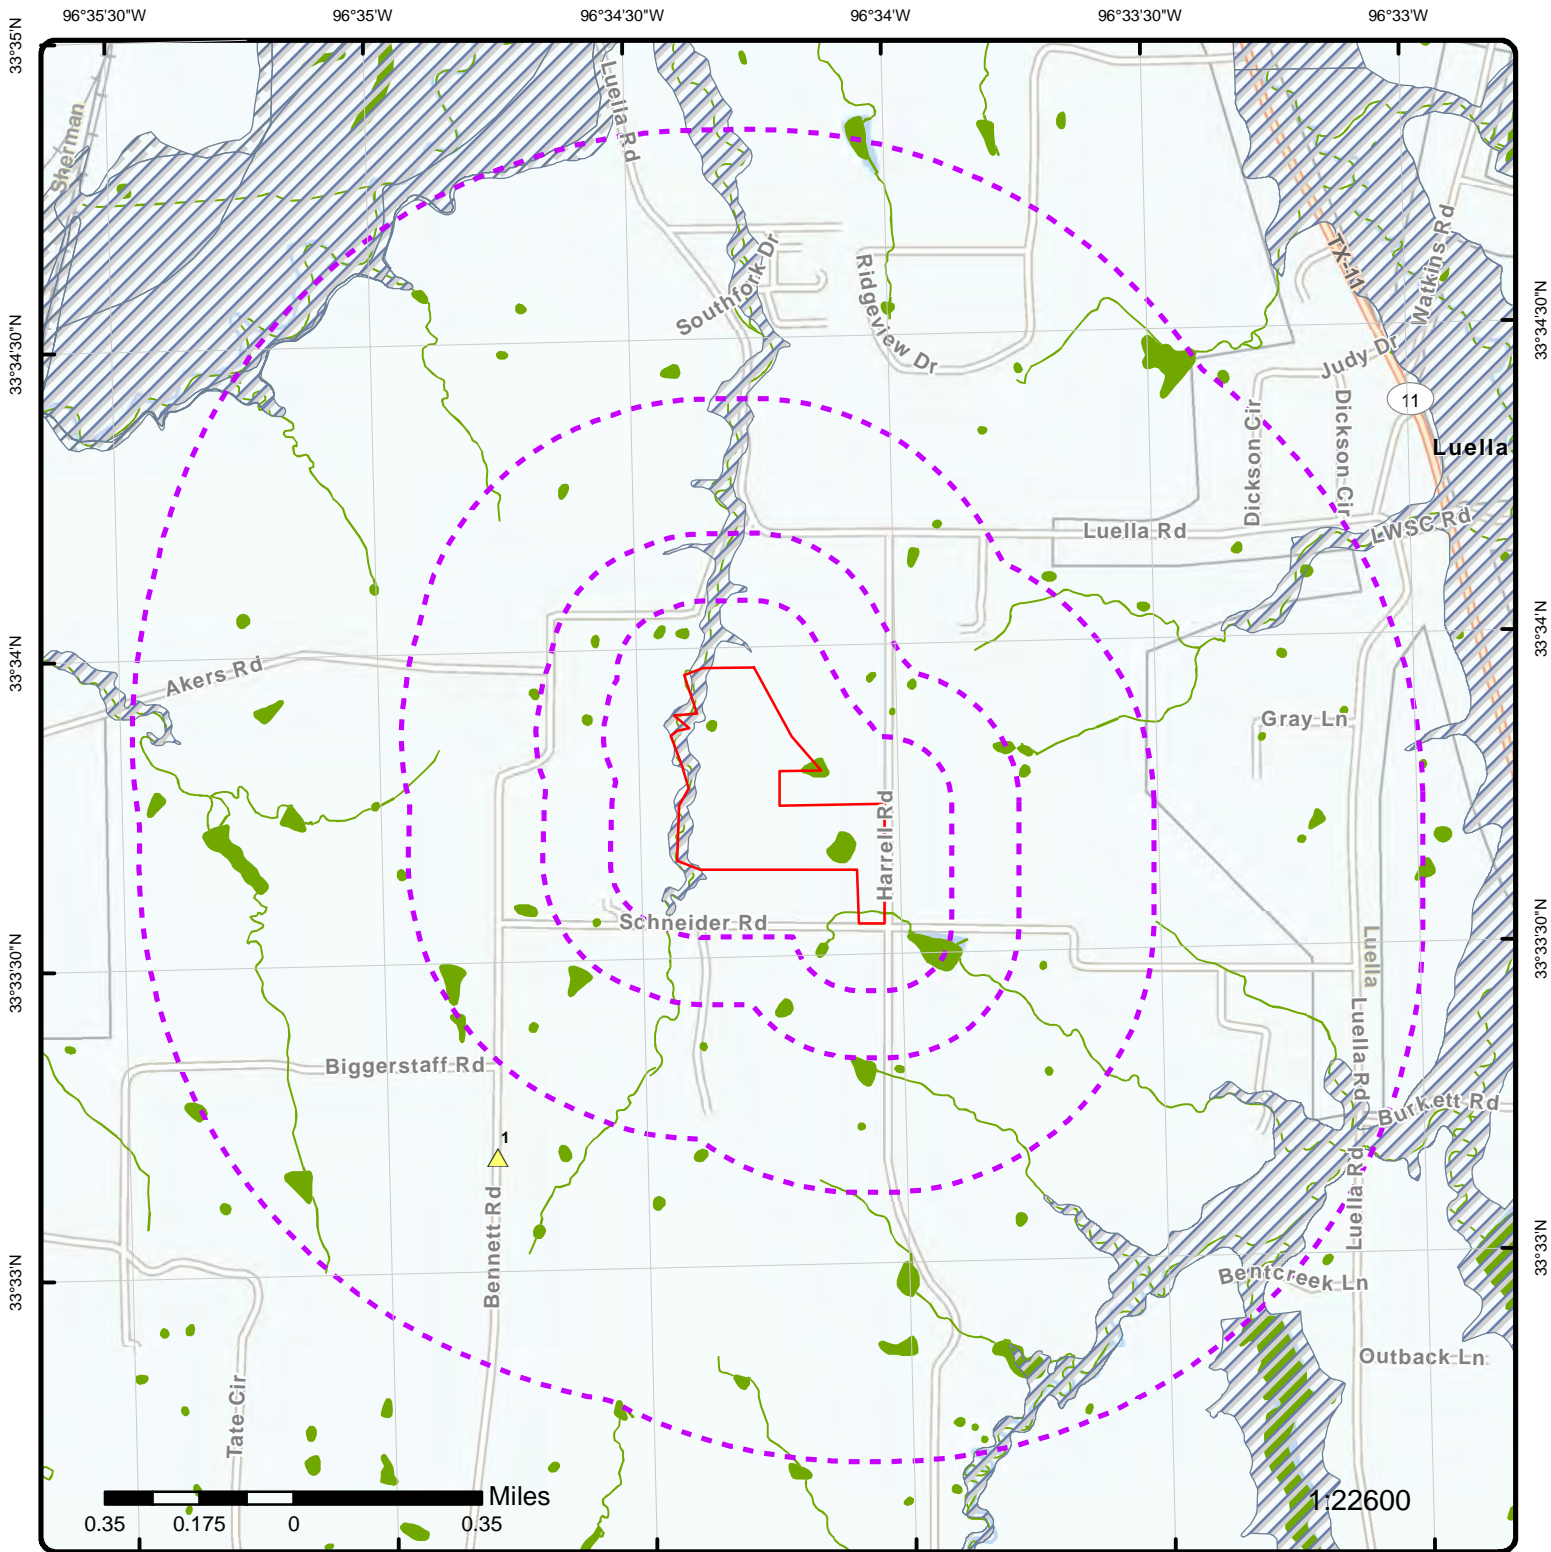 96°35'30"W
96°35'W
96°34'30"W
96°34'W
96°33'30"W
96°33'W
33°35'N
Sherman
Luella Rd
Southfork Dr
Ridgeview Dr
TX-11
Watkins Rd
33°34'30"N
33°34'30"N
Judy Dr
11
Dickson Cir
Dickson Cir
Luella
Luella Rd
LWSC Rd
33°34'N
33°34'N
Akers Rd
Gray Ln
Harrell Rd
Schneider Rd
33°33'30"N
33°33'30"N
Luella
Luella Rd
Biggerstaff Rd
Burkett Rd
1
Bennett Rd
Luella Rd
33°33'N
33°33'N
Bentcreek Ln
Outback Ln
Tate Cir
Miles
0.35
0.175
0
0.35
1:22600